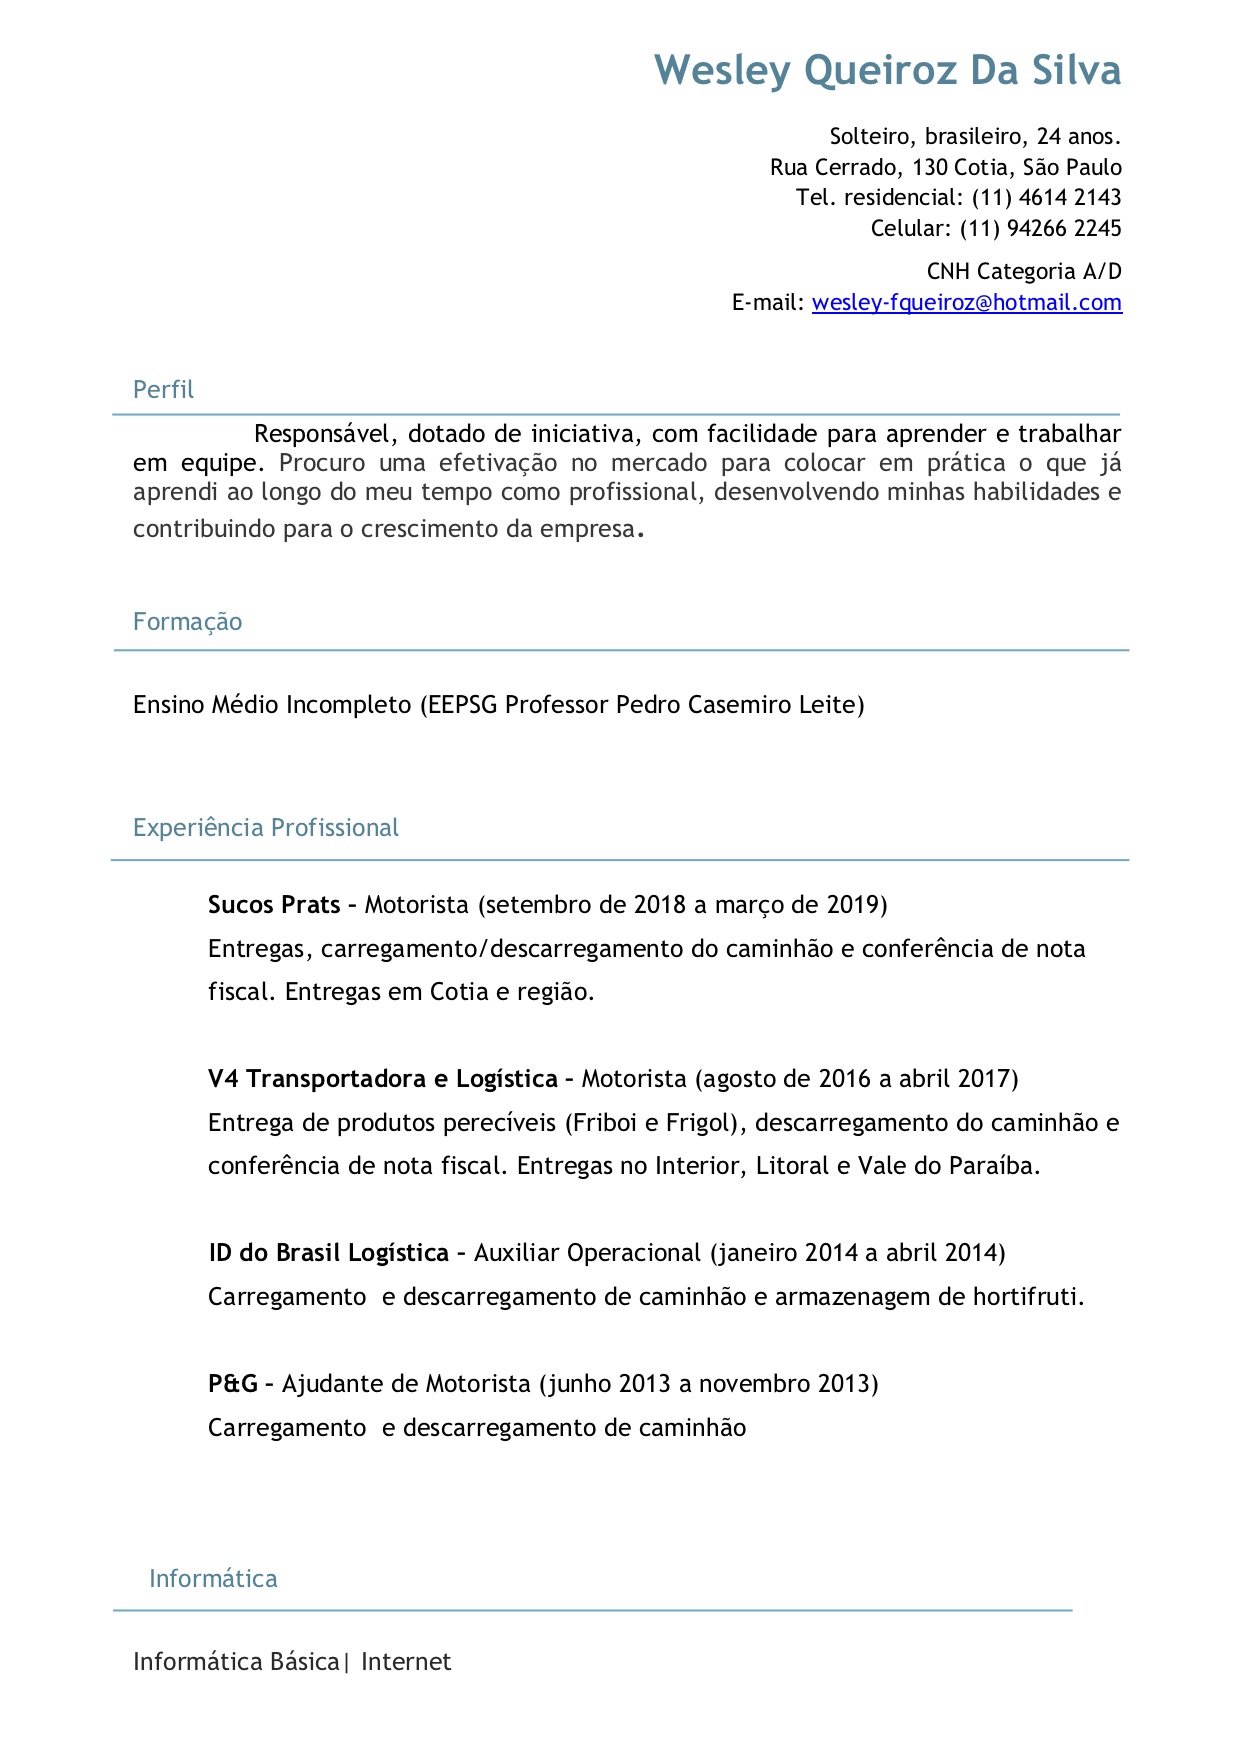 Wesley Queiroz Da Silva
Solteiro, brasileiro, 24 anos.
Rua Cerrado, 130 Cotia, São Paulo
Tel. residencial: (11) 4614 2143
Celular: (11) 94266 2245
CNH Categoria A/D
E-mail: wesley-fqueiroz@hotmail.com
Perfil
Responsável, dotado de iniciativa, com facilidade para aprender e trabalhar
em equipe. Procuro uma efetivação no mercado para colocar em prática o que já
aprendi ao longo do meu tempo como profissional, desenvolvendo minhas habilidades e
contribuindo para o crescimento da empresa.
Formação
Ensino Médio Incompleto (EEPSG Professor Pedro Casemiro Leite)
Experiência Profissional
Sucos Prats – Motorista (setembro de 2018 a março de 2019)
Entregas, carregamento/descarregamento do caminhão e conferência de nota
fiscal. Entregas em Cotia e região.
V4 Transportadora e Logística – Motorista (agosto de 2016 a abril 2017)
Entrega de produtos perecíveis (Friboi e Frigol), descarregamento do caminhão e
conferência de nota fiscal. Entregas no Interior, Litoral e Vale do Paraíba.
ID do Brasil Logística – Auxiliar Operacional (janeiro 2014 a abril 2014)
Carregamento  e descarregamento de caminhão e armazenagem de hortifruti.
P&G – Ajudante de Motorista (junho 2013 a novembro 2013)
Carregamento  e descarregamento de caminhão
Informática
Informática Básica| Internet